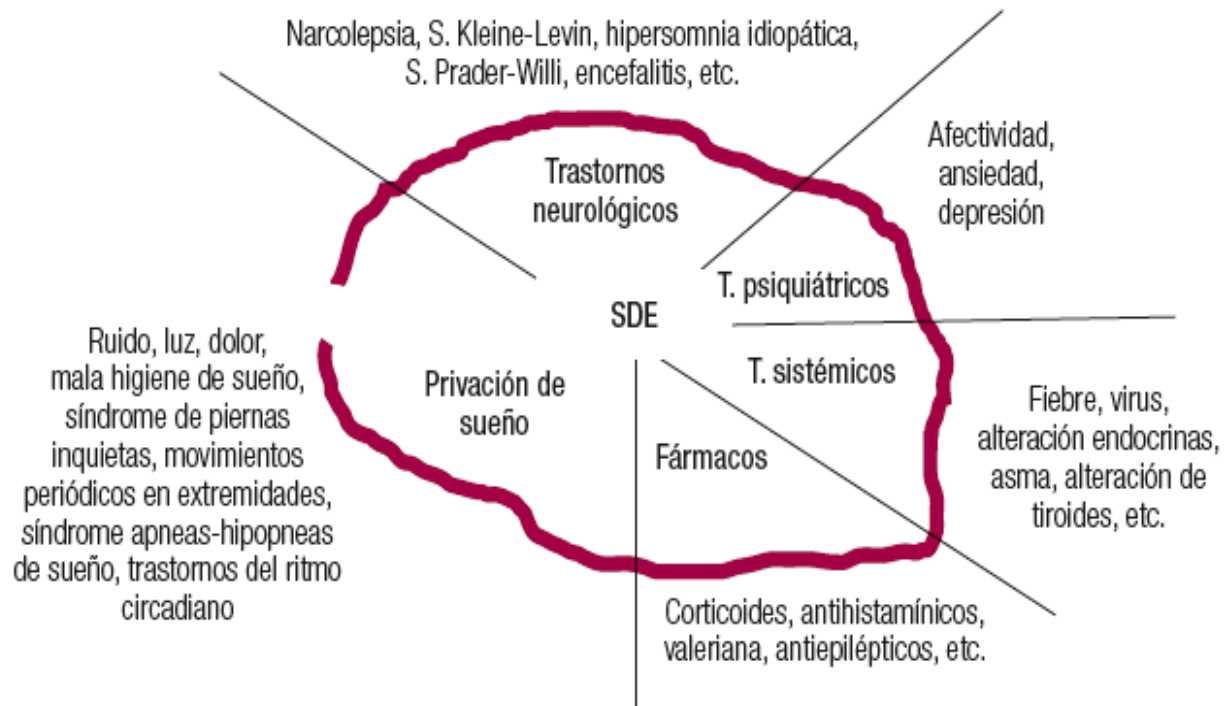 Narcolepsia, S. Kleine-Levin, hipersomnia idiopática,
S. Prader-Willi, encefalitis, etc.
Trastornos
neurológicos
Afectividad,
ansiedad,
depresión
T. psiquiátricos
SDE
Ruido, luz, dolor,
mala higiene de sueño,
síndrome de piernas
inquietas, movimientos
periódicos en extremidades,
síndrome apneas-hipopneas
de sueño, trastornos del ritmo
circadiano
Privación de
sueño
T. sistémicos
Fiebre, virus,
alteración endocrinas,
asma, alteración de
tiroides, etc.
Fármacos
Corticoides, antihistamínicos,
valeriana, antiepilépticos, etc.